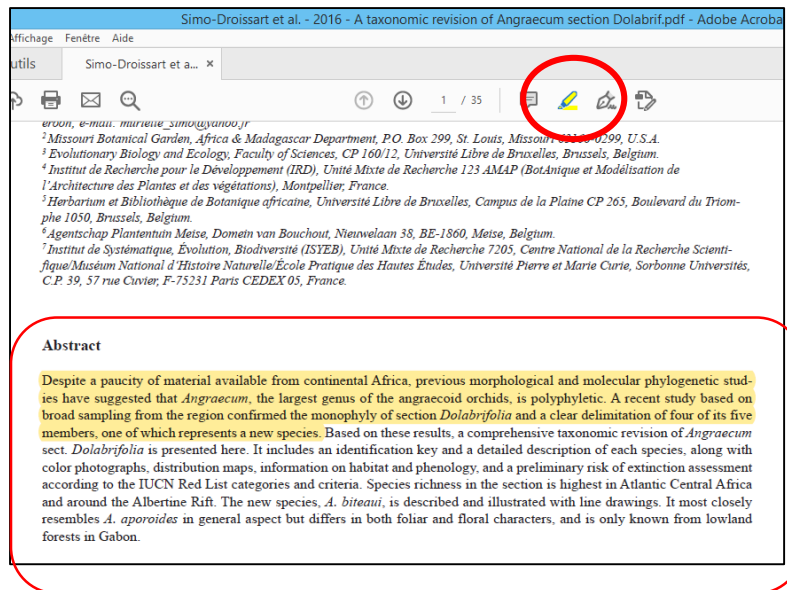 Simo-Droissart et al. - 2016 - A taxonomic revision of Angraecum section Dolabrif.pdf - Adobe Acroba
Affichage Fenêtre Aide
utils Simo-Droissart et a... ×
1 / 35
eroon, e-mail: murielle_simo@yahoo.fr
2 Missouri Botanical Garden, Africa & Madagascar Department, P.O. Box 299, St. Louis, Missouri 63166-0299, U.S.A.
3 Evolutionary Biology and Ecology, Faculty of Sciences, CP 160/12, Université Libre de Bruxelles, Brussels, Belgium.
4 Institut de Recherche pour le Développement (IRD), Unité Mixte de Recherche 123 AMAP (BotAnique et Modélisation de
l'Architecture des Plantes et des végétations), Montpellier, France.
5 Herbarium et Bibliothèque de Botanique africaine, Université Libre de Bruxelles, Campus de la Plaine CP 265, Boulevard du Triom-
phe 1050, Brussels, Belgium.
6 Agentschap Plantentuin Meise, Domein van Bouchout, Nieuwelaan 38, BE-1860, Meise, Belgium.
7 Institut de Systématique, Évolution, Biodiversité (ISYEB), Unité Mixte de Recherche 7205, Centre National de la Recherche Scienti-
fique/Muséum National d'Histoire Naturelle/École Pratique des Hautes Études, Université Pierre et Marie Curie, Sorbonne Universités,
C.P. 39, 57 rue Cuvier, F-75231 Paris CEDEX 05, France.
Abstract
Despite a paucity of material available from continental Africa, previous morphological and molecular phylogenetic stud-
ies have suggested that Angraecum, the largest genus of the angraecoid orchids, is polyphyletic. A recent study based on
broad sampling from the region confirmed the monophyly of section Dolabrifolia and a clear delimitation of four of its five
members, one of which represents a new species. Based on these results, a comprehensive taxonomic revision of Angraecum
sect. Dolabrifolia is presented here. It includes an identification key and a detailed description of each species, along with
color photographs, distribution maps, information on habitat and phenology, and a preliminary risk of extinction assessment
according to the IUCN Red List categories and criteria. Species richness in the section is highest in Atlantic Central Africa
and around the Albertine Rift. The new species, A. biteaui, is described and illustrated with line drawings. It most closely
resembles A. aporoides in general aspect but differs in both foliar and floral characters, and is only known from lowland
forests in Gabon.